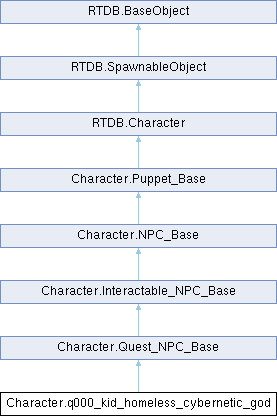 RTDB.BaseObject
RTDB.SpawnableObject
RTDB.Character
Character.Puppet_Base
Character.NPC_Base
Character.Interactable_NPC_Base
Character.Quest_NPC_Base
Character.q000_kid_homeless_cybernetic_god